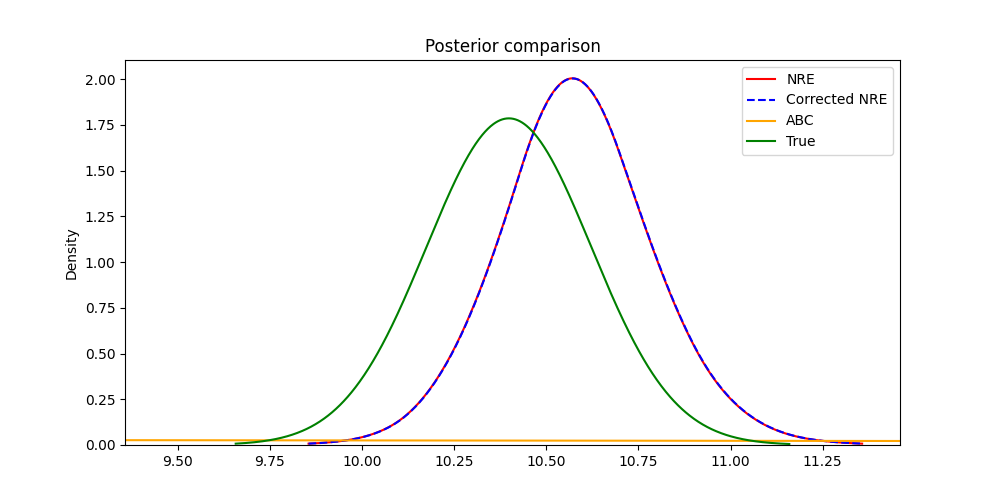 Posterior comparison
NRE
Corrected NRE
ABC
True
Density
2.00
1.75
1.50
1.25
1.00
0.75
0.50
0.25
0.00
9.50 9.75 10.00 10.25 10.50 10.75 11.00 11.25